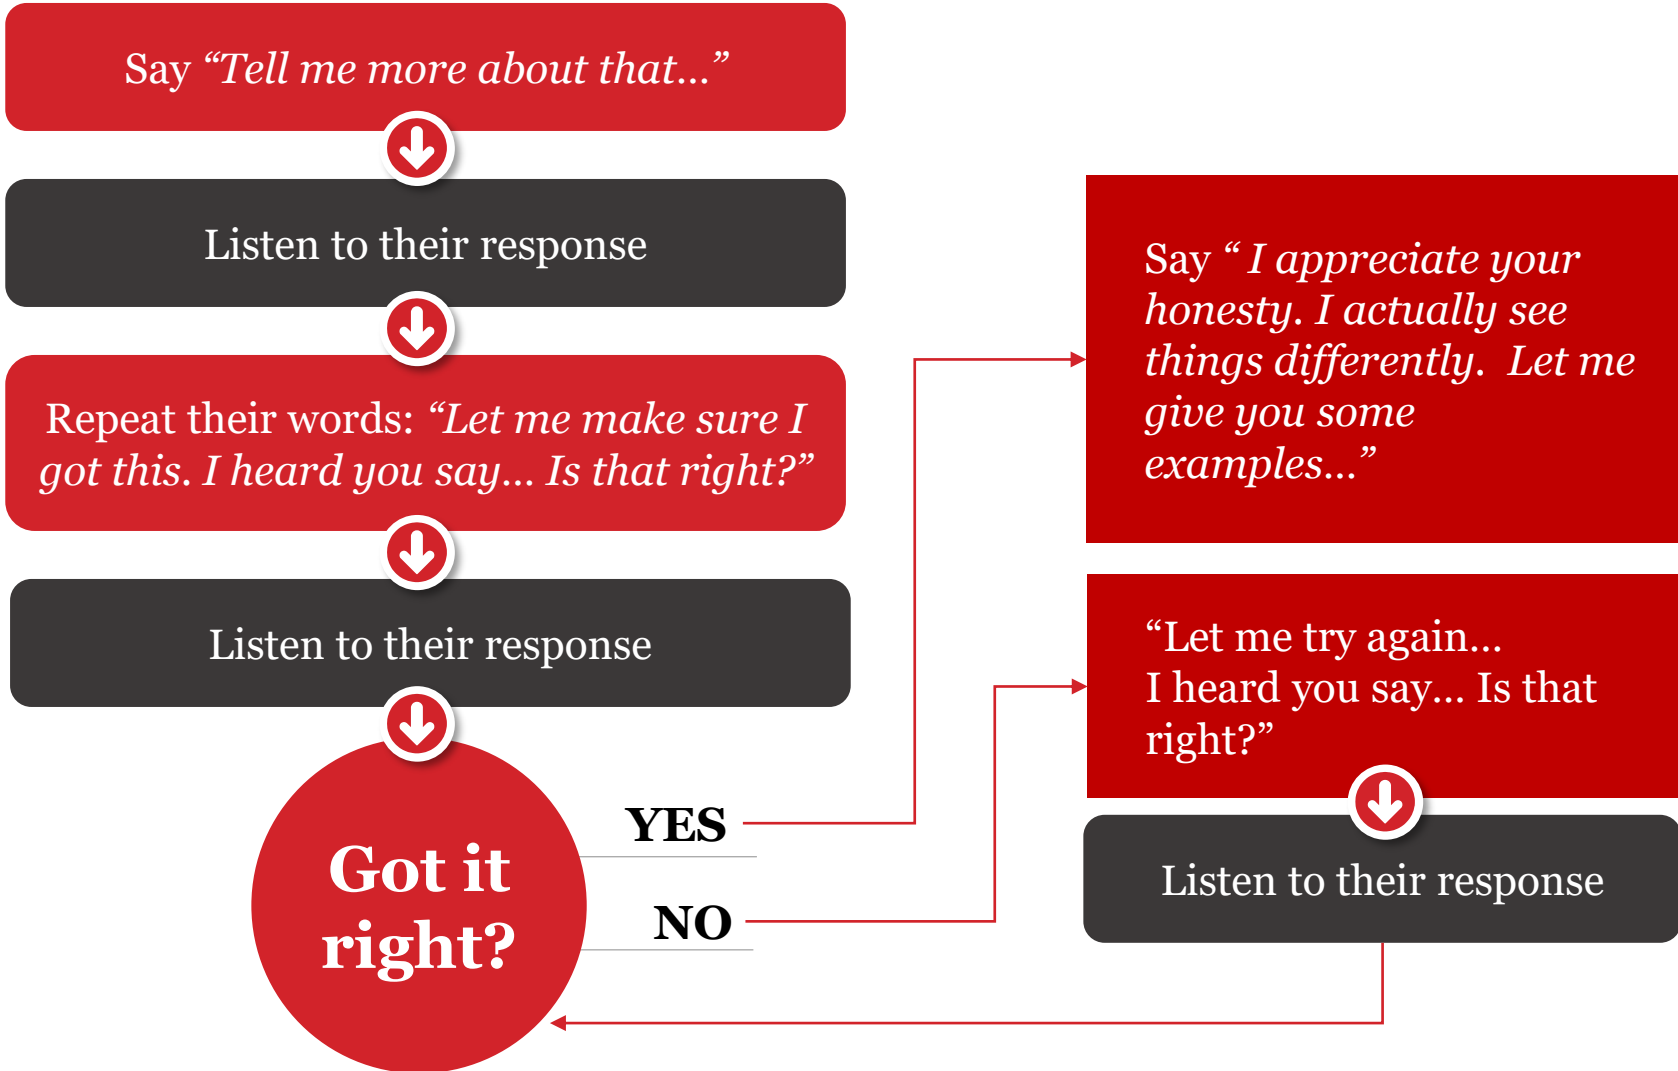 Say “Tell me more about that…”
Listen to their response
Repeat their words: “Let me make sure I
got this. I heard you say… Is that right?”
Listen to their response
Got it
right?
YES
NO
Say “ I appreciate your
honesty. I actually see
things differently.  Let me
give you some
examples…”
“Let me try again…
I heard you say… Is that
right?”
Listen to their response